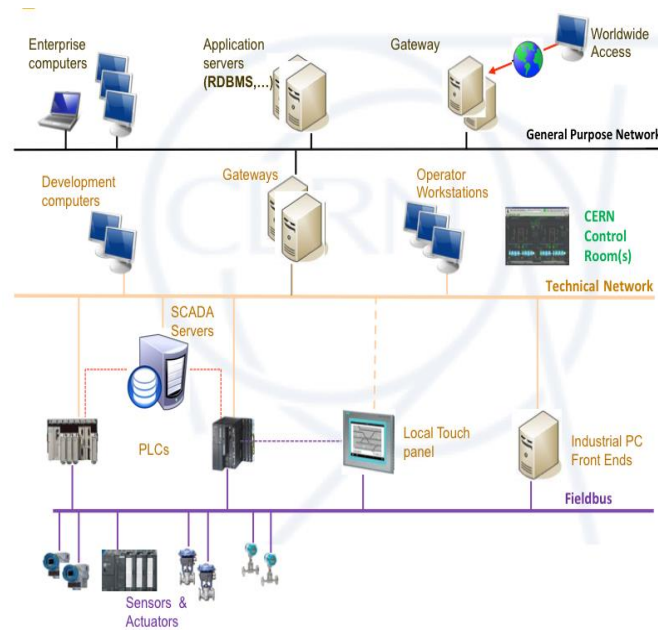 Enterprise
computers
Application
servers
(RDBMS,...)
Gateway
Worldwide
Access
General Purpose Network
Development
computers
Gateways
Operator
Workstations
CERN
Control
Room(s)
CERN
Technical Network
SCADA
Servers
PLCs
Local Touch
panel
Industrial PC
Front Ends
Fieldbus
Sensors &
Actuators